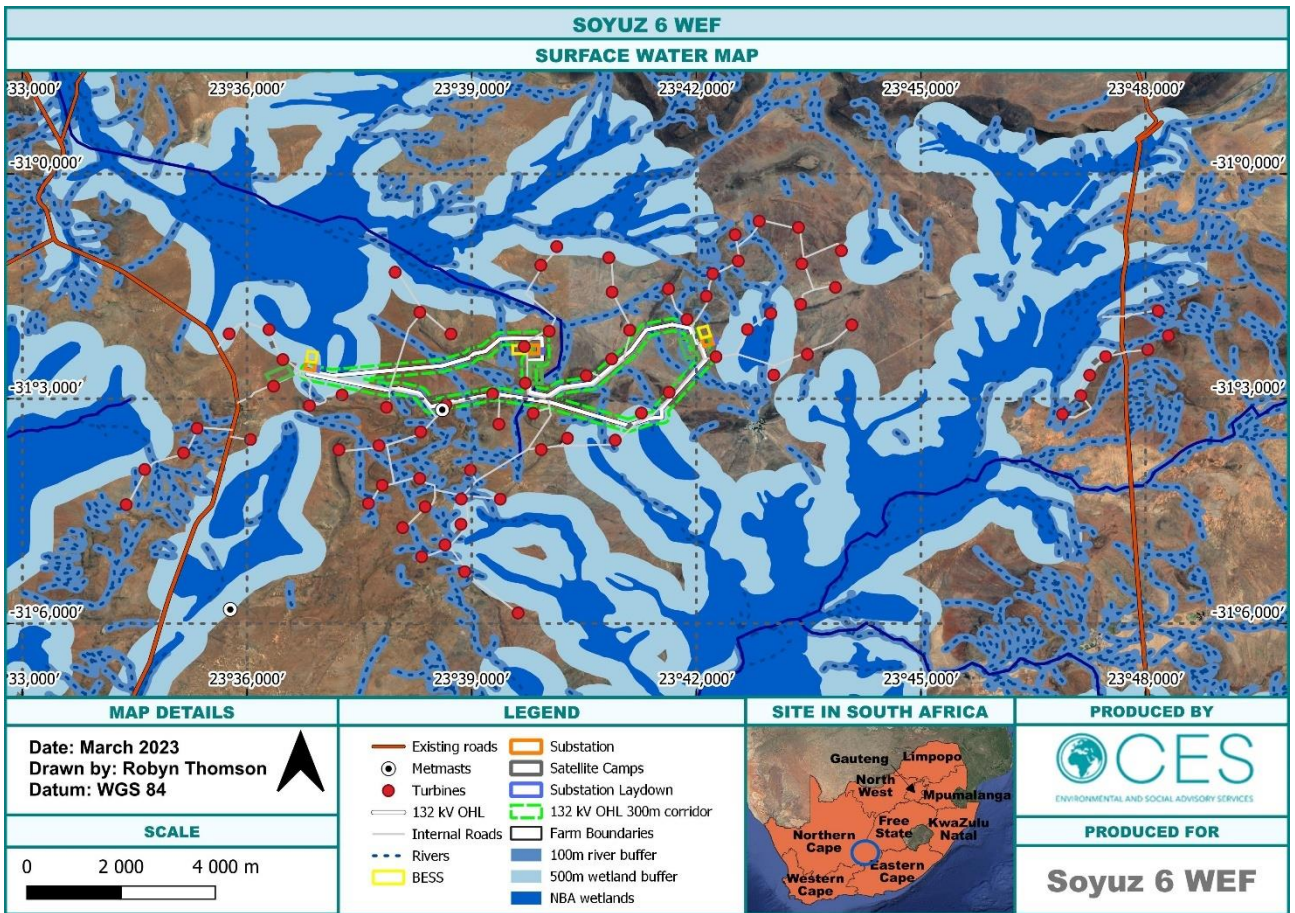 SOYUZ 6 WEF
SURFACE WATER MAP
33,000' 23°36,000' 23°39,000' 23°42,000' 23°45,000' 23°48,000'
-31°0,000' -31°0,000'
-31°3,000' -31°3,000'
-31°6,000' -31°6,000'
33,000' 23°36,000' 23°39,000' 23°42,000' 23°45,000' 23°48,000'
MAP DETAILS
Date: March 2023
Drawn by: Robyn Thomson
Datum: WGS 84
SCALE
0 2 000 4 000 m
LEGEND
Existing roads
Metmasts
Turbines
132 kV OHL
Internal Roads
Rivers
BESS
Substation
Satellite Camps
Substation Laydown
132 kV OHL 300m corridor
Farm Boundaries
100m river buffer
500m wetland buffer
NBA wetlands
SITE IN SOUTH AFRICA
Gauteng
Limpopo
North
West
Mpumalanga
Free
State
KwaZulu
Natal
Northern
Cape
Eastern
Cape
Western
Cape
PRODUCED BY
CES
ENVIRONMENTAL AND SOCIAL ADVISORY SERVICES
PRODUCED FOR
Soyuz 6 WEF